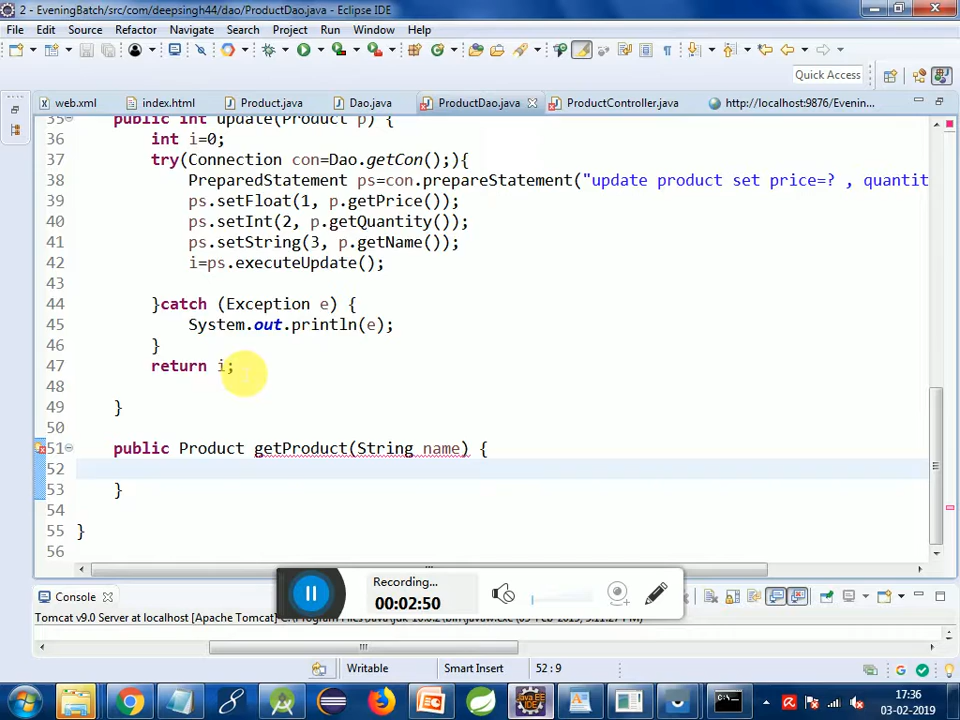 2 - EveningBatch/src/com/deepsingh44/dao/ProductDao.java - Eclipse IDE
File Edit Source Refactor Navigate Search Project Run Window Help
Quick Access
web.xml index.html Product.java Dao.java ProductDao.java ProductController.java http://localhost:9876/Evenin...
35 public int update(Product p) {
36 int i=0;
37 try(Connection con=Dao.getCon();){
38 PreparedStatement ps=con.prepareStatement("update product set price=? , quantit
39 ps.setFloat(1, p.getPrice());
40 ps.setInt(2, p.getQuantity());
41 ps.setString(3, p.getName());
42 i=ps.executeUpdate();
43
44 }catch (Exception e) {
45 System.out.println(e);
46 }
47 return i;
48
49 }
50
51 public Product getProduct(String name) {
52
53 }
54
55 }
56
Recording...
00:02:50
Console
Tomcat v9.0 Server at localhost [Apache Tomcat]
Writable Smart Insert 52 : 9
17:36
03-02-2019